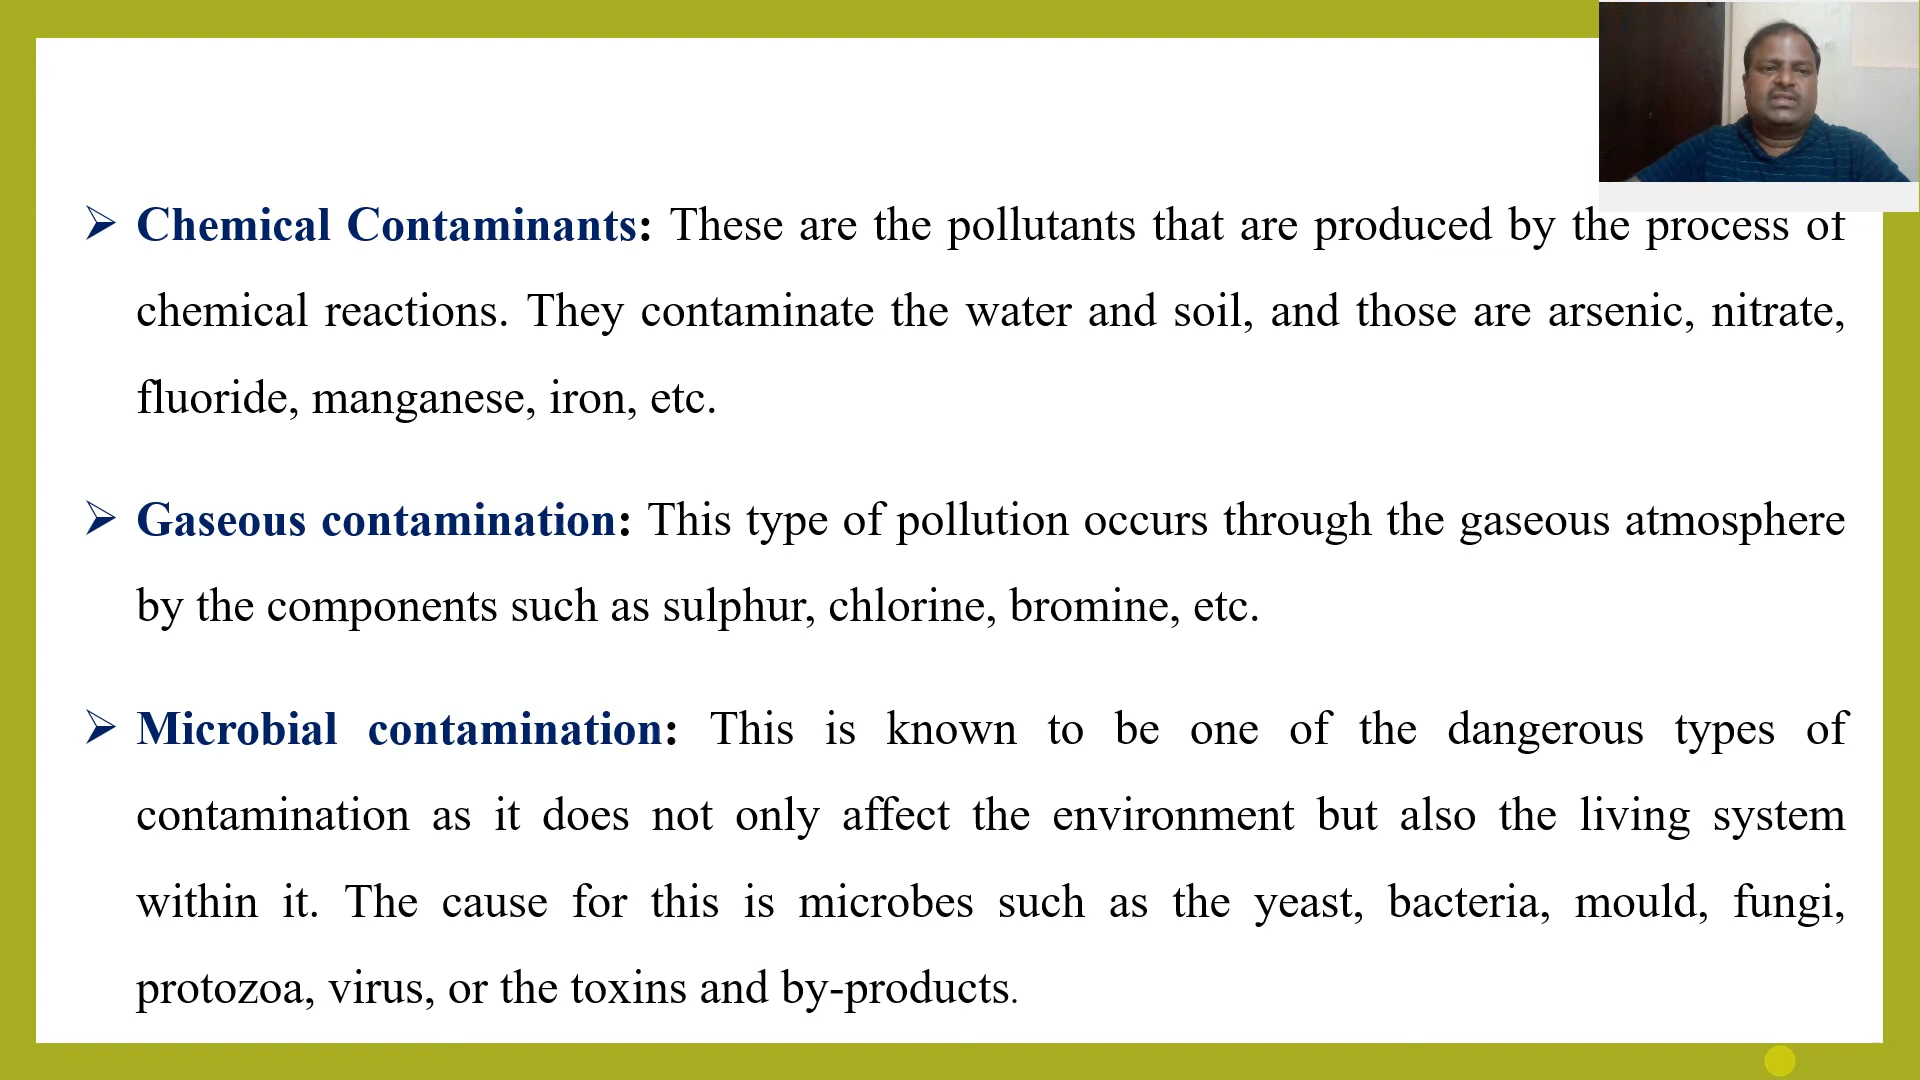 ➢ Chemical Contaminants: These are the pollutants that are produced by the process of
chemical reactions. They contaminate the water and soil, and those are arsenic, nitrate,
fluoride, manganese, iron, etc.
➢ Gaseous contamination: This type of pollution occurs through the gaseous atmosphere
by the components such as sulphur, chlorine, bromine, etc.
➢ Microbial contamination: This is known to be one of the dangerous types of
contamination as it does not only affect the environment but also the living system
within it. The cause for this is microbes such as the yeast, bacteria, mould, fungi,
protozoa, virus, or the toxins and by-products.